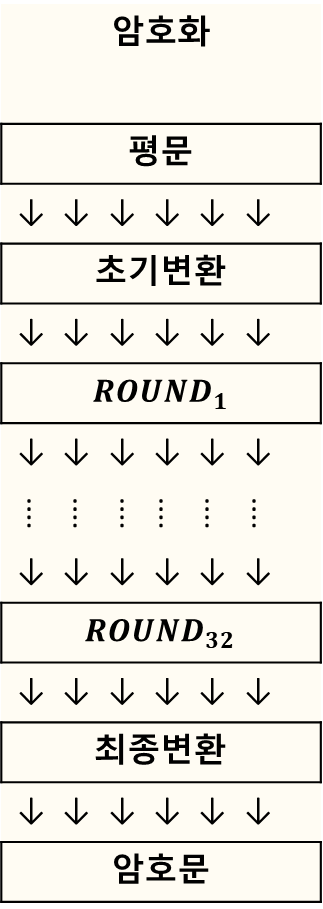 암호화
평문
↓ ↓ ↓ ↓ ↓ ↓
초기변환
↓ ↓ ↓ ↓ ↓ ↓
ROUND₁
↓ ↓ ↓ ↓ ↓ ↓
⋮ ⋮ ⋮ ⋮ ⋮ ⋮
↓ ↓ ↓ ↓ ↓ ↓
ROUND₃₂
↓ ↓ ↓ ↓ ↓ ↓
최종변환
↓ ↓ ↓ ↓ ↓ ↓
암호문